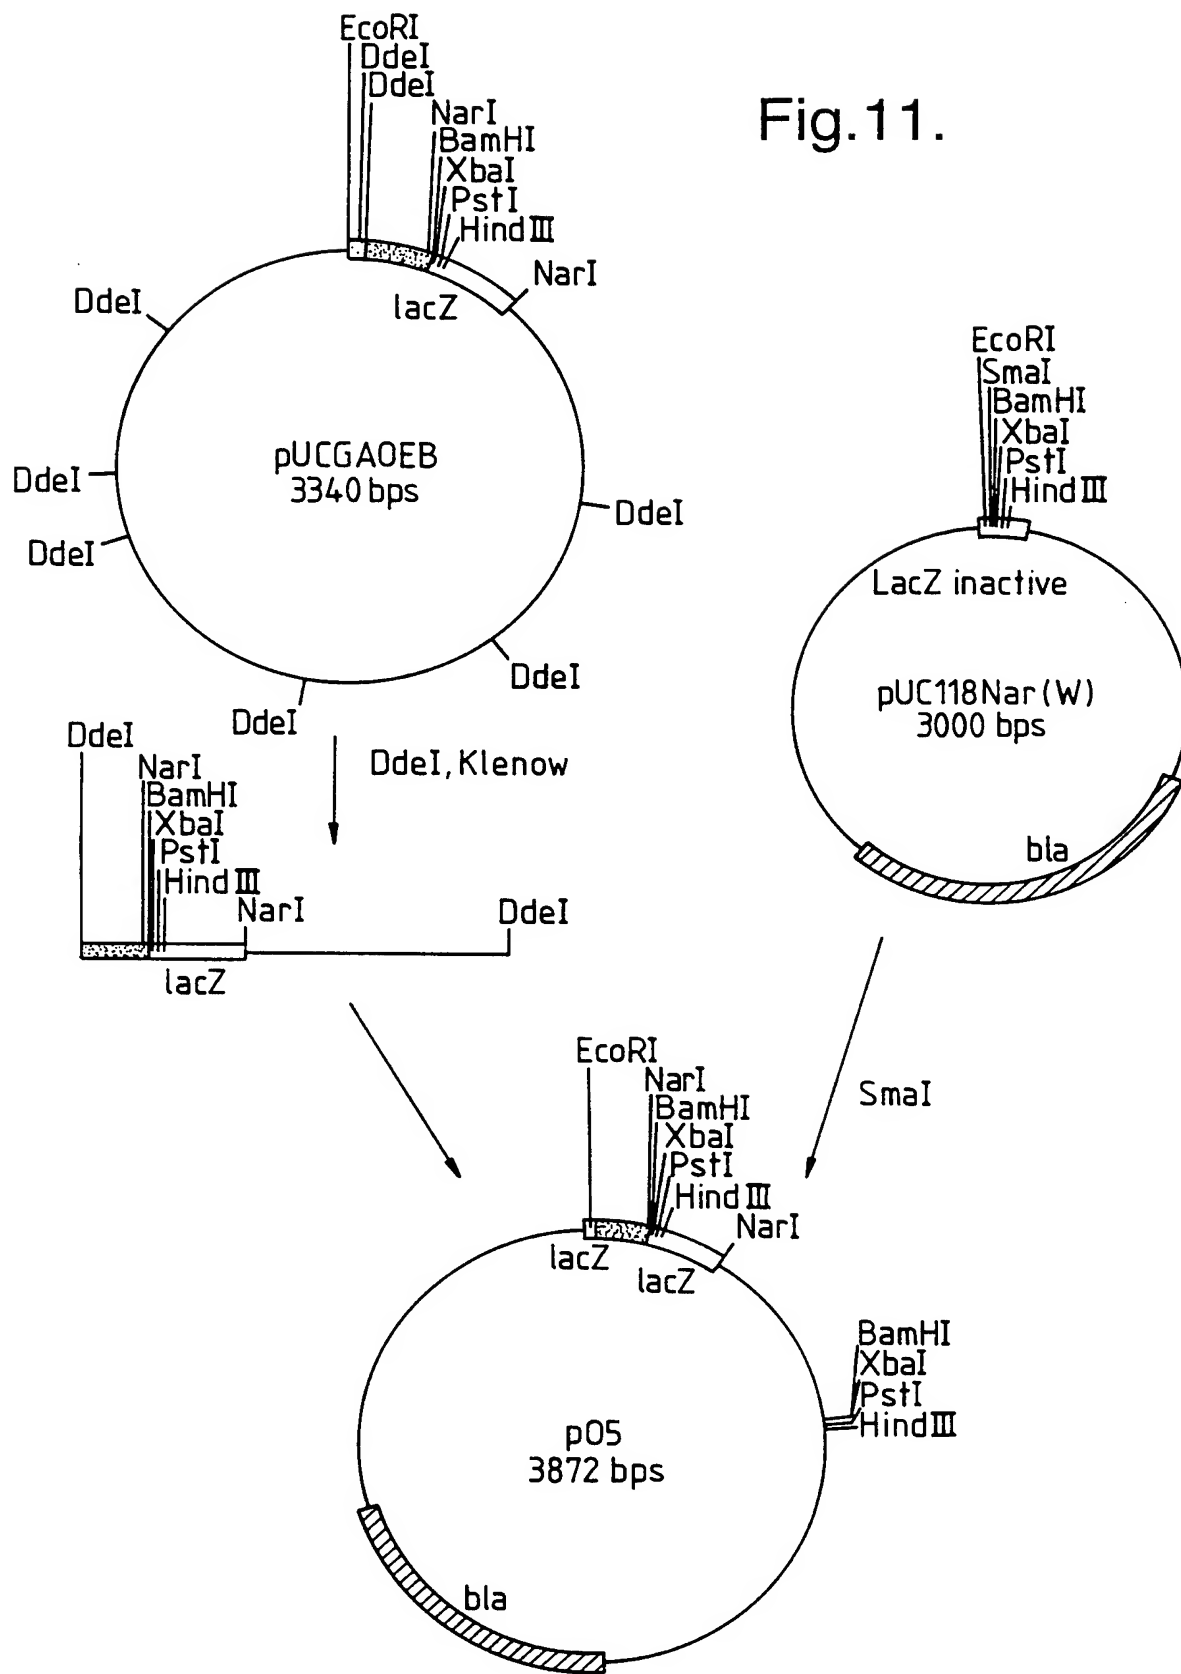 Fig.11.
EcoRI
DdeI
DdeI
NarI
BamHI
XbaI
PstI
HindIII
NarI
lacZ
DdeI
DdeI
DdeI
DdeI
DdeI
DdeI
pUCGAOEB
3340 bps
EcoRI
SmaI
BamHI
XbaI
PstI
HindIII
LacZ inactive
pUC118Nar(W)
3000 bps
bla
DdeI, Klenow
DdeI
NarI
BamHI
XbaI
PstI
HindIII
NarI
DdeI
lacZ
SmaI
EcoRI
NarI
BamHI
XbaI
PstI
HindIII
NarI
lacZ
lacZ
BamHI
XbaI
PstI
HindIII
p05
3872 bps
bla